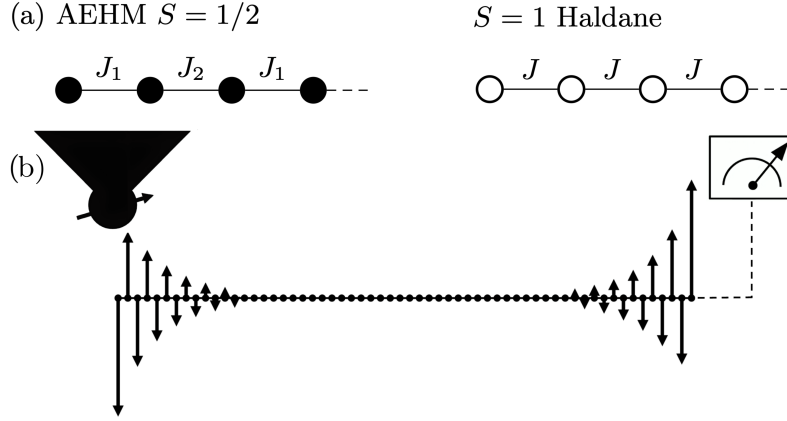 (a) AEHM S = 1/2
S = 1 Haldane
J₁ J₂ J₁
J J J
(b)